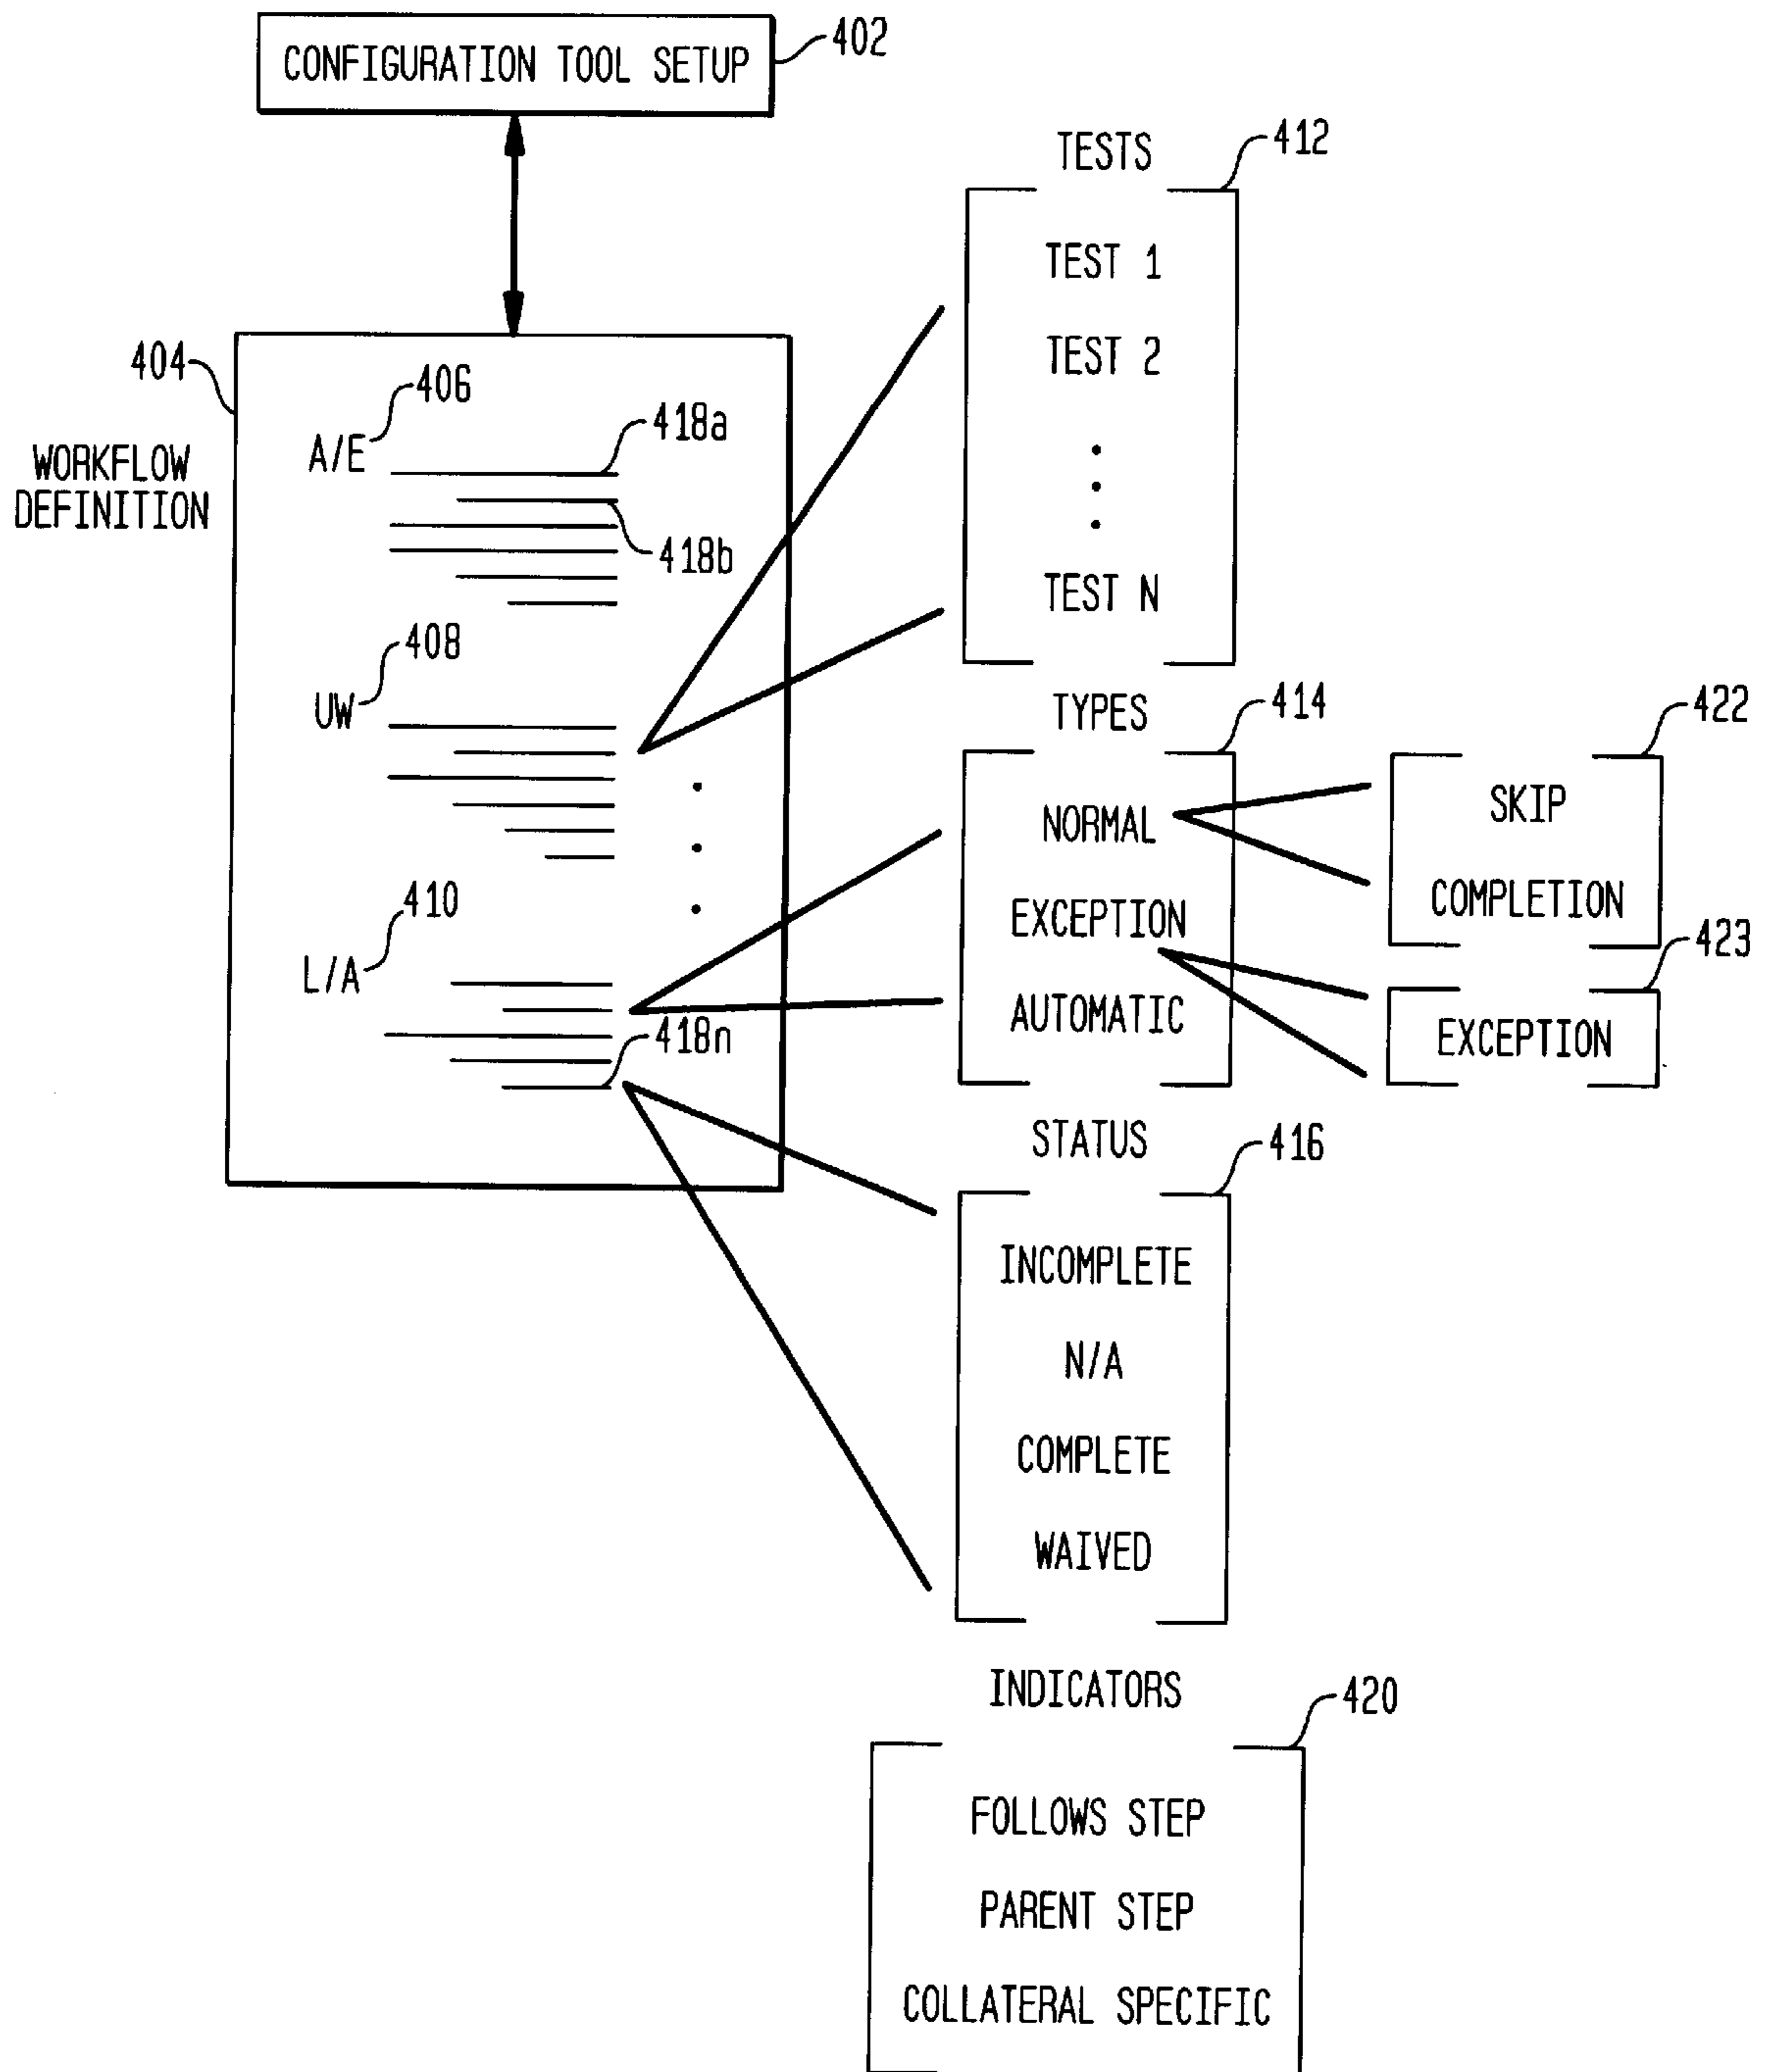 CONFIGURATION TOOL SETUP
402
404
WORKFLOW
DEFINITION
A/E
406
418a
418b
UW
408
L/A
410
418n
TESTS
412
TEST 1
TEST 2
TEST N
TYPES
414
NORMAL
EXCEPTION
AUTOMATIC
422
SKIP
COMPLETION
423
EXCEPTION
STATUS
416
INCOMPLETE
N/A
COMPLETE
WAIVED
INDICATORS
420
FOLLOWS STEP
PARENT STEP
COLLATERAL SPECIFIC